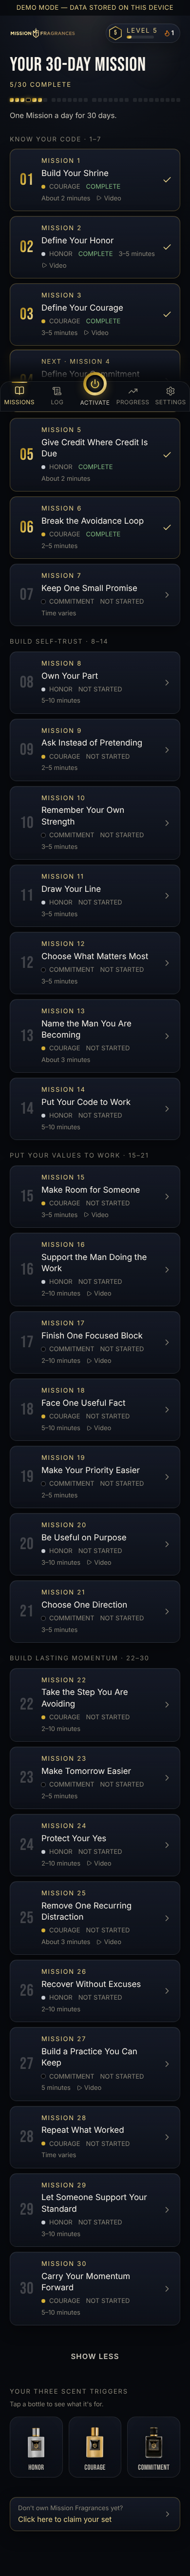 DEMO MODE — DATA STORED ON THIS DEVICE
MISSION FRAGRANCES
LEVEL 5
5
1
YOUR 30-DAY MISSION
5/30 COMPLETE
One Mission a day for 30 days.
KNOW YOUR CODE · 1–7
MISSION 1
01
Build Your Shrine
COURAGE COMPLETE
About 2 minutes Video
MISSION 2
02
Define Your Honor
HONOR COMPLETE 3–5 minutes
Video
MISSION 3
03
Define Your Courage
COURAGE COMPLETE
3–5 minutes Video
NEXT · MISSION 4
Define Your Commitment
MISSIONS
LOG
ACTIVATE
PROGRESS
SETTINGS
MISSION 5
05
Give Credit Where Credit Is
Due
HONOR COMPLETE
About 2 minutes
MISSION 6
06
Break the Avoidance Loop
COURAGE COMPLETE
2–5 minutes
MISSION 7
07
Keep One Small Promise
COMMITMENT NOT STARTED
Time varies
BUILD SELF-TRUST · 8–14
MISSION 8
08
Own Your Part
HONOR NOT STARTED
5–10 minutes
MISSION 9
09
Ask Instead of Pretending
COURAGE NOT STARTED
2–5 minutes
MISSION 10
10
Remember Your Own
Strength
COMMITMENT NOT STARTED
3–5 minutes
MISSION 11
11
Draw Your Line
HONOR NOT STARTED
3–5 minutes
MISSION 12
12
Choose What Matters Most
COMMITMENT NOT STARTED
3–5 minutes
MISSION 13
13
Name the Man You Are
Becoming
COURAGE NOT STARTED
About 3 minutes
MISSION 14
14
Put Your Code to Work
HONOR NOT STARTED
5–10 minutes
PUT YOUR VALUES TO WORK · 15–21
MISSION 15
15
Make Room for Someone
COURAGE NOT STARTED
3–5 minutes Video
MISSION 16
16
Support the Man Doing the
Work
HONOR NOT STARTED
2–10 minutes Video
MISSION 17
17
Finish One Focused Block
COMMITMENT NOT STARTED
2–10 minutes Video
MISSION 18
18
Face One Useful Fact
COURAGE NOT STARTED
5–10 minutes Video
MISSION 19
19
Make Your Priority Easier
COMMITMENT NOT STARTED
2–5 minutes
MISSION 20
20
Be Useful on Purpose
HONOR NOT STARTED
3–10 minutes Video
MISSION 21
21
Choose One Direction
COMMITMENT NOT STARTED
3–5 minutes
BUILD LASTING MOMENTUM · 22–30
MISSION 22
22
Take the Step You Are
Avoiding
COURAGE NOT STARTED
2–10 minutes
MISSION 23
23
Make Tomorrow Easier
COMMITMENT NOT STARTED
2–5 minutes
MISSION 24
24
Protect Your Yes
HONOR NOT STARTED
2–10 minutes Video
MISSION 25
25
Remove One Recurring
Distraction
COURAGE NOT STARTED
About 3 minutes Video
MISSION 26
26
Recover Without Excuses
HONOR NOT STARTED
2–10 minutes
MISSION 27
27
Build a Practice You Can
Keep
COMMITMENT NOT STARTED
5 minutes Video
MISSION 28
28
Repeat What Worked
COURAGE NOT STARTED
Time varies
MISSION 29
29
Let Someone Support Your
Standard
HONOR NOT STARTED
3–10 minutes
MISSION 30
30
Carry Your Momentum
Forward
COURAGE NOT STARTED
5–10 minutes
SHOW LESS
YOUR THREE SCENT TRIGGERS
Tap a bottle to see what it's for.
HONOR
COURAGE
COMMITMENT
Don't own Mission Fragrances yet?
Click here to claim your set